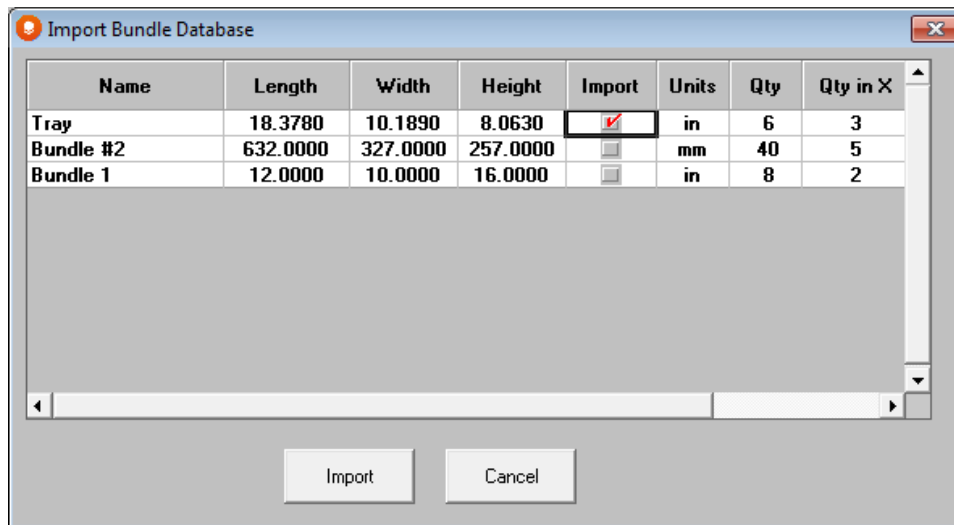 Import Bundle Database
Name Length Width Height Import Units Qty Qty in X
Tray 18.3780 10.1890 8.0630 in 6 3
Bundle #2 632.0000 327.0000 257.0000 mm 40 5
Bundle 1 12.0000 10.0000 16.0000 in 8 2
Import Cancel